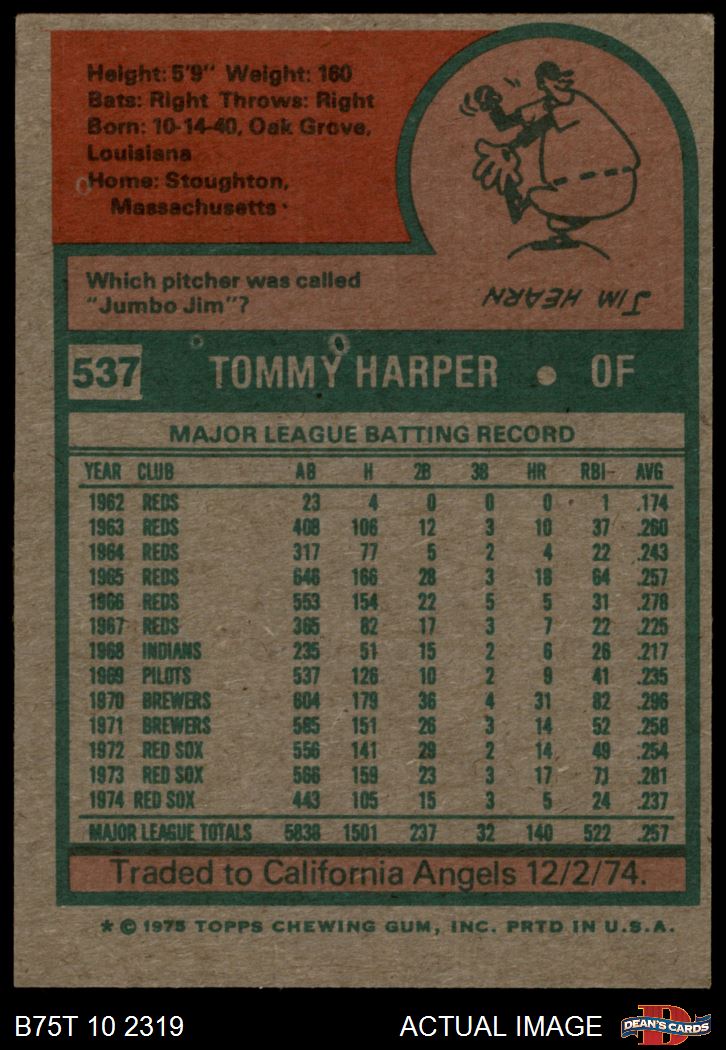 Height: 5'9" Weight: 160
Bats: Right Throws: Right
Born: 10-14-40, Oak Grove,
Louisiana
Home: Stoughton,
Massachusetts
Which pitcher was called
"Jumbo Jim"?
JIM HEARN
537 TOMMY HARPER • OF
MAJOR LEAGUE BATTING RECORD
YEAR CLUB AB H 2B 3B HR RBI AVG
1962 REDS 23 4 0 0 0 1 .174
1963 REDS 408 106 12 3 10 37 .260
1964 REDS 317 77 5 2 4 22 .243
1965 REDS 646 166 28 3 18 64 .257
1966 REDS 553 154 22 5 5 31 .278
1967 REDS 365 82 17 3 7 22 .225
1968 INDIANS 235 51 15 2 6 26 .217
1969 PILOTS 537 126 10 2 9 41 .235
1970 BREWERS 604 179 36 4 31 82 .296
1971 BREWERS 585 151 26 3 14 52 .258
1972 RED SOX 556 141 29 2 14 49 .254
1973 RED SOX 566 159 23 3 17 71 .281
1974 RED SOX 443 105 15 3 5 24 .237
MAJOR LEAGUE TOTALS 5838 1501 237 32 140 522 .257
Traded to California Angels 12/2/74.
* © 1975 TOPPS CHEWING GUM, INC. PRTD IN U.S.A.
B75T 10 2319 ACTUAL IMAGE
DEAN'S CARDS